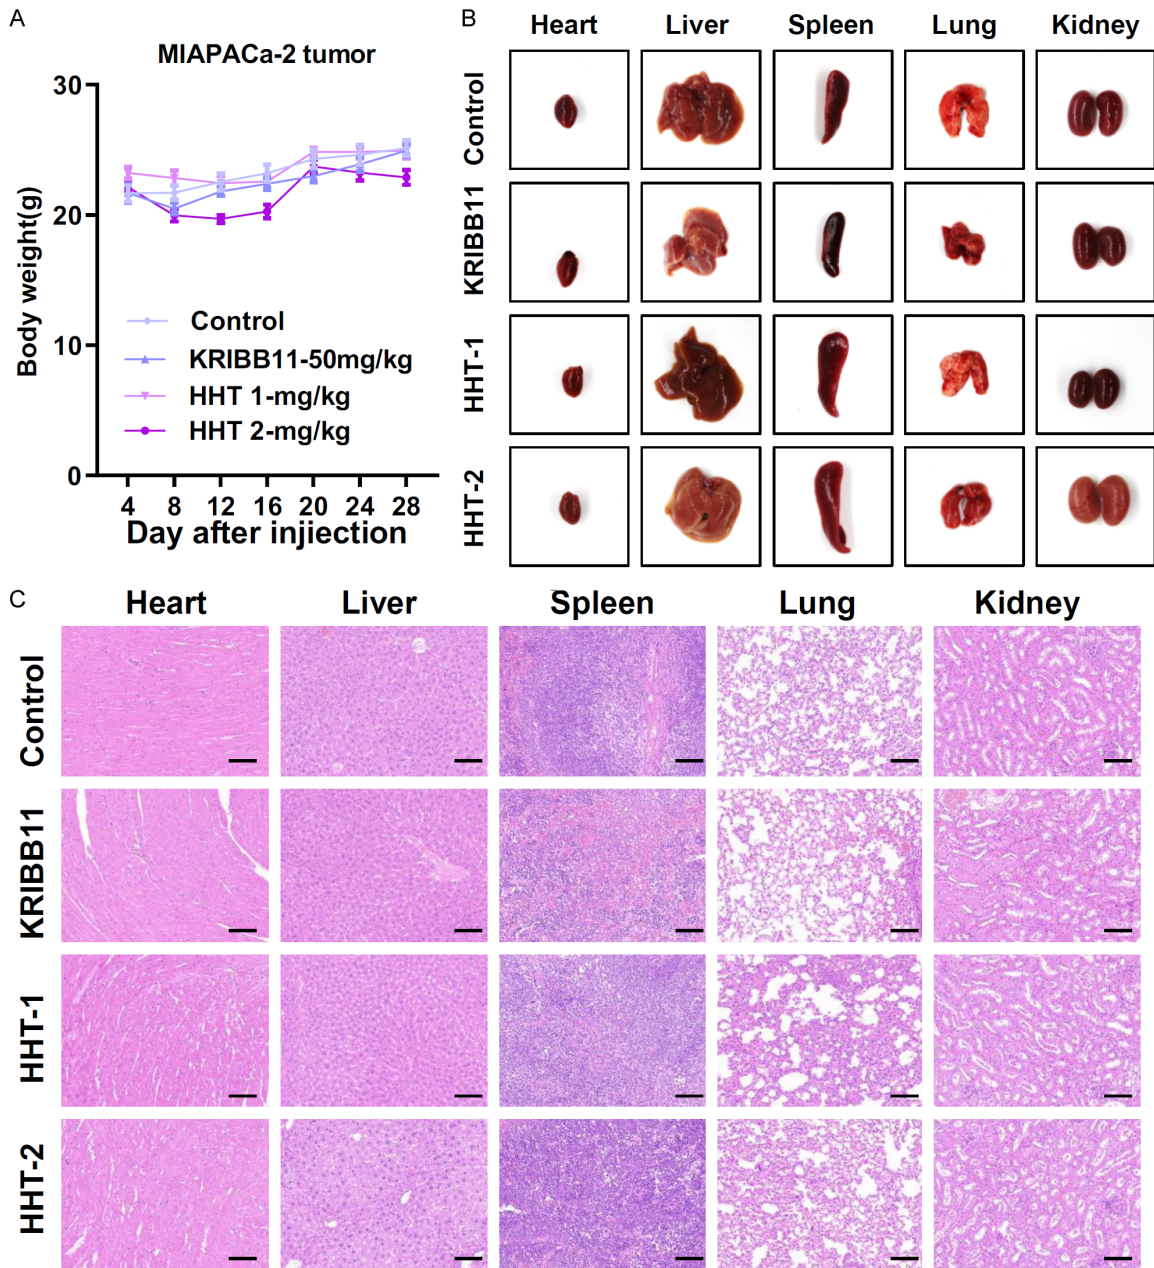 A
MIAPACa-2 tumor
Body weight(g)
30
20
10
0
Control
KRIBB11-50mg/kg
HHT 1-mg/kg
HHT 2-mg/kg
4 8 12 16 20 24 28
Day after injiection
B
Heart Liver Spleen Lung Kidney
Control
KRIBB11
HHT-1
HHT-2
C
Heart Liver Spleen Lung Kidney
Control
KRIBB11
HHT-1
HHT-2